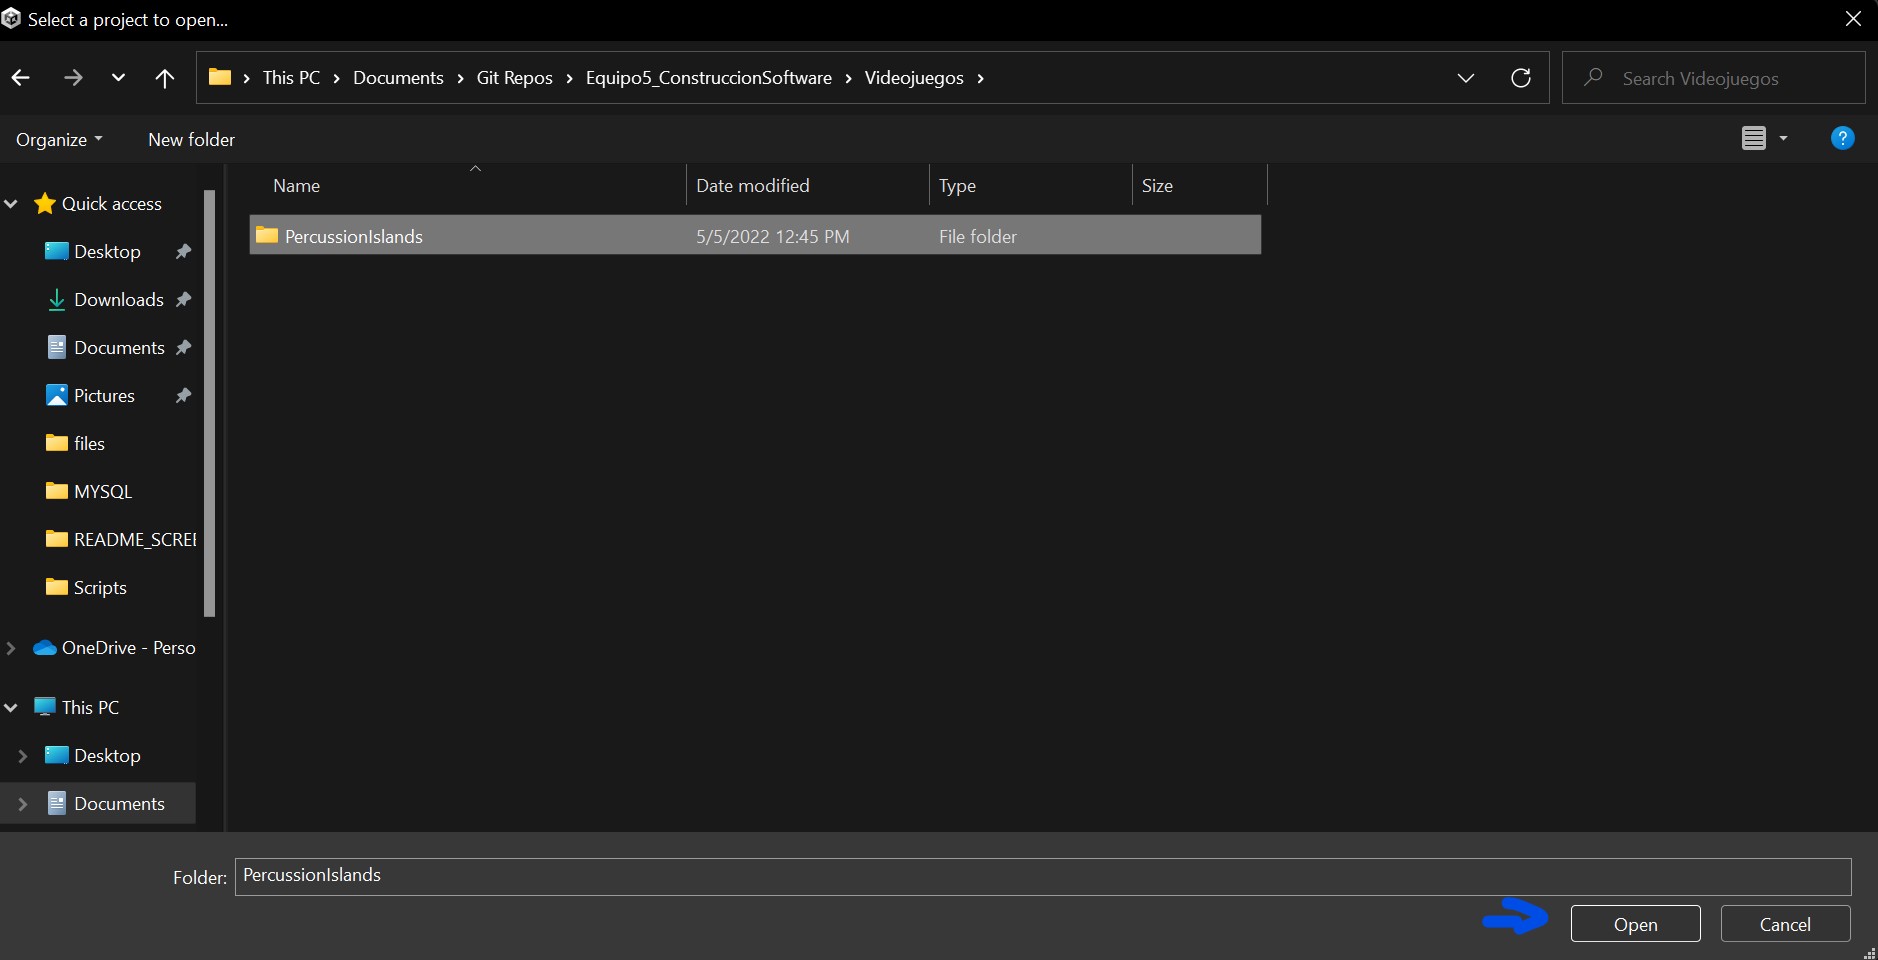 Select a project to open...
This PC > Documents > Git Repos > Equipo5_ConstruccionSoftware > Videojuegos >
Search Videojuegos
Organize
New folder
Name
Date modified
Type
Size
PercussionIslands
5/5/2022 12:45 PM
File folder
Quick access
Desktop
Downloads
Documents
Pictures
files
MYSQL
README_SCREE
Scripts
OneDrive - Perso
This PC
Desktop
Documents
Folder:
PercussionIslands
Open
Cancel